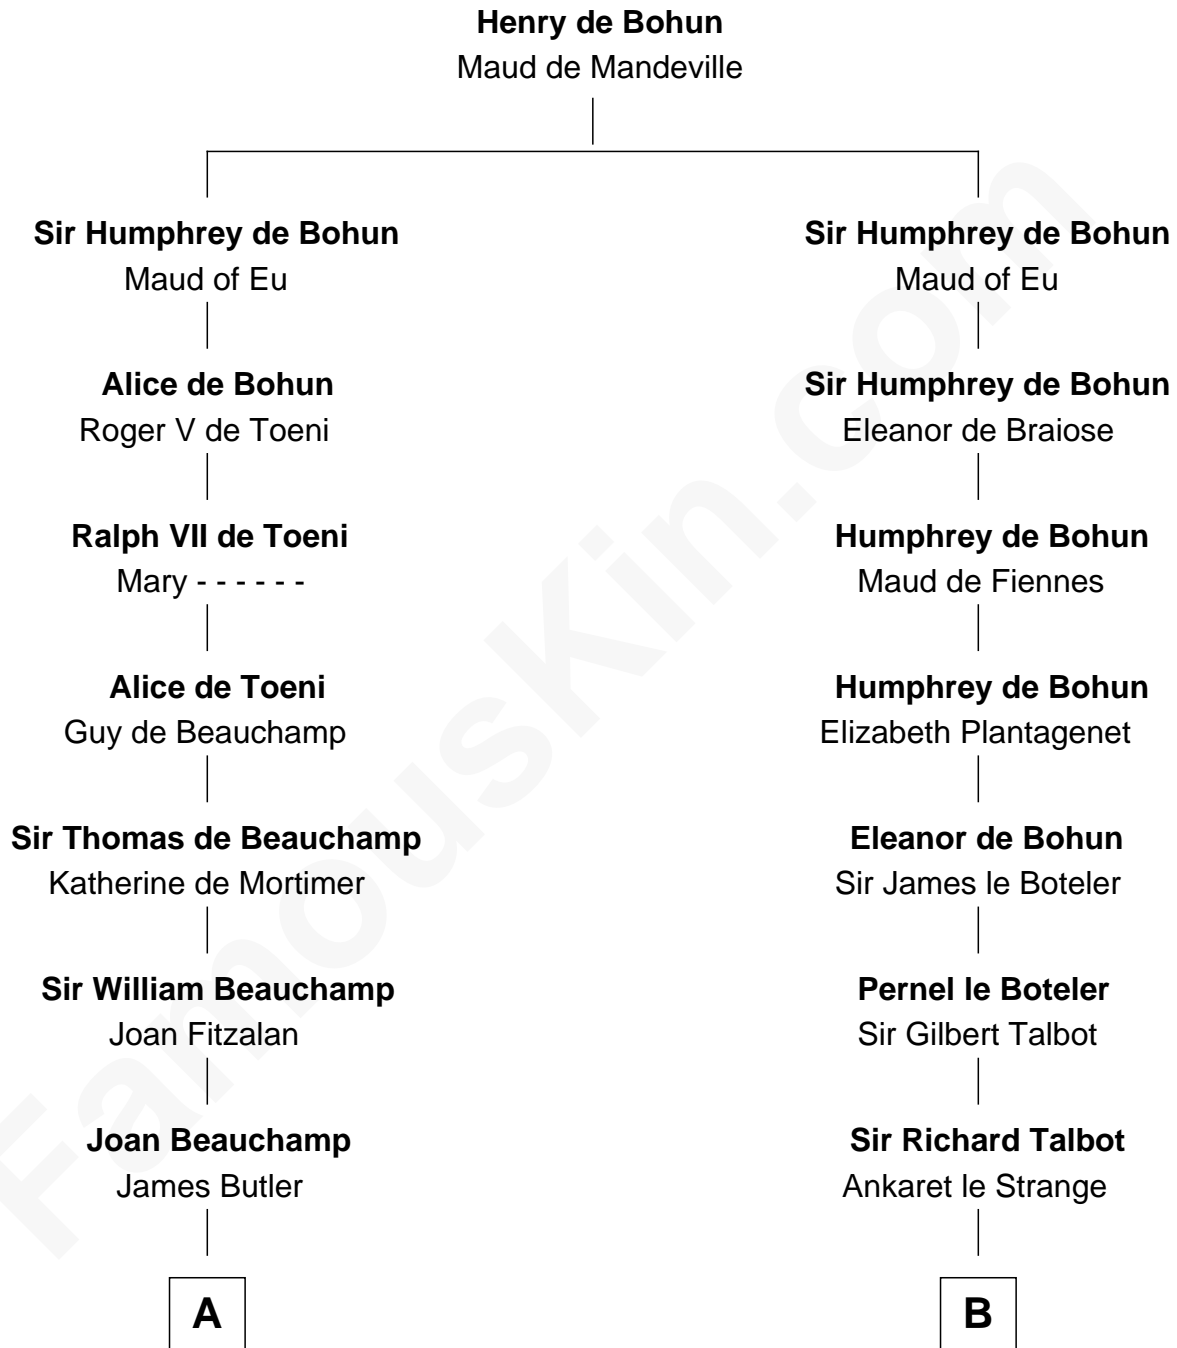 Henry de Bohun
Maud de Mandeville
Sir Humphrey de Bohun
Maud of Eu
Alice de Bohun
Roger V de Toeni
Ralph VII de Toeni
Mary - - - - - -
Alice de Toeni
Guy de Beauchamp
Sir Thomas de Beauchamp
Katherine de Mortimer
Sir William Beauchamp
Joan Fitzalan
Joan Beauchamp
James Butler
A
Sir Humphrey de Bohun
Maud of Eu
Sir Humphrey de Bohun
Eleanor de Braiose
Humphrey de Bohun
Maud de Fiennes
Humphrey de Bohun
Elizabeth Plantagenet
Eleanor de Bohun
Sir James le Boteler
Pernel le Boteler
Sir Gilbert Talbot
Sir Richard Talbot
Ankaret le Strange
B
FamousKin.com